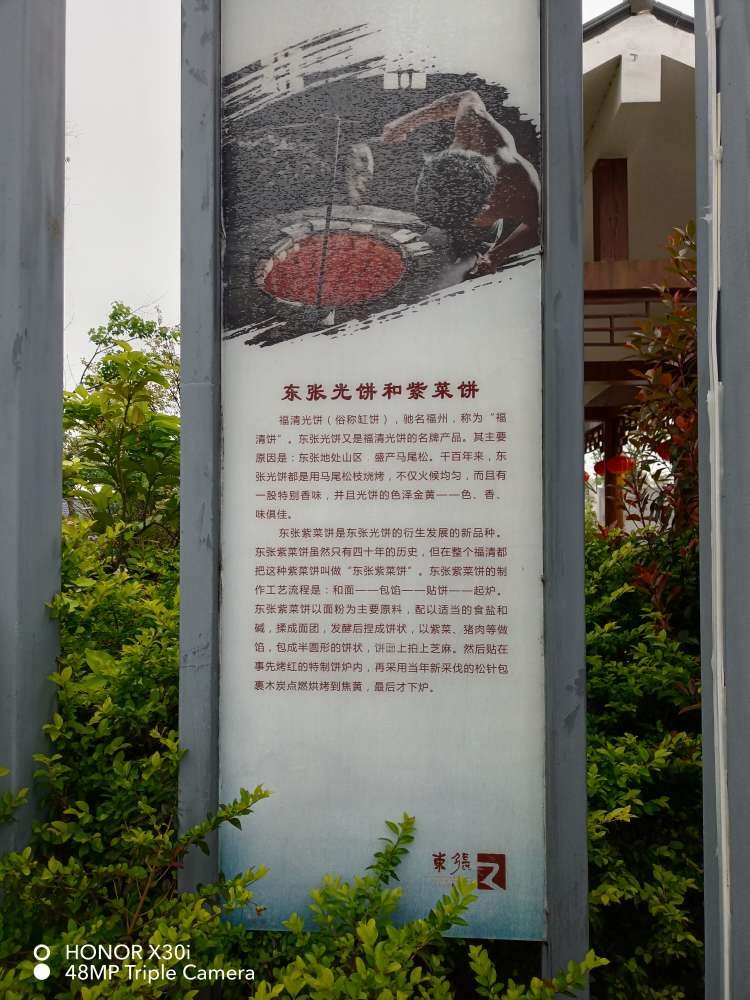 东张光饼和紫菜饼
福清光饼（俗称缸饼），驰名福州，称为“福
清饼”。东张光饼又是福清光饼的名牌产品。其主要
原因是：东张地处山区，盛产马尾松。千百年来，东
张光饼都是用马尾松枝烧烤，不仅火候均匀，而且有
一股特别香味，并且光饼的色泽金黄——色、香、
味俱佳。
东张紫菜饼是东张光饼的衍生发展的新品种。
东张紫菜饼虽然只有四十年的历史，但在整个福清都
把这种紫菜饼叫做“东张紫菜饼”。东张紫菜饼的制
作工艺流程是：和面——包馅——贴饼——起炉。
东张紫菜饼以面粉为主要原料，配以适当的食盐和
碱，揉成面团，发酵后捏成饼状，以紫菜、猪肉等做
馅，包成半圆形的饼状，饼面上拍上芝麻。然后贴在
事先烤红的特制饼炉内，再采用当年新采伐的松针包
裹木炭点燃烘烤到焦黄，最后才下炉。
東張
HONOR X30i
48MP Triple Camera